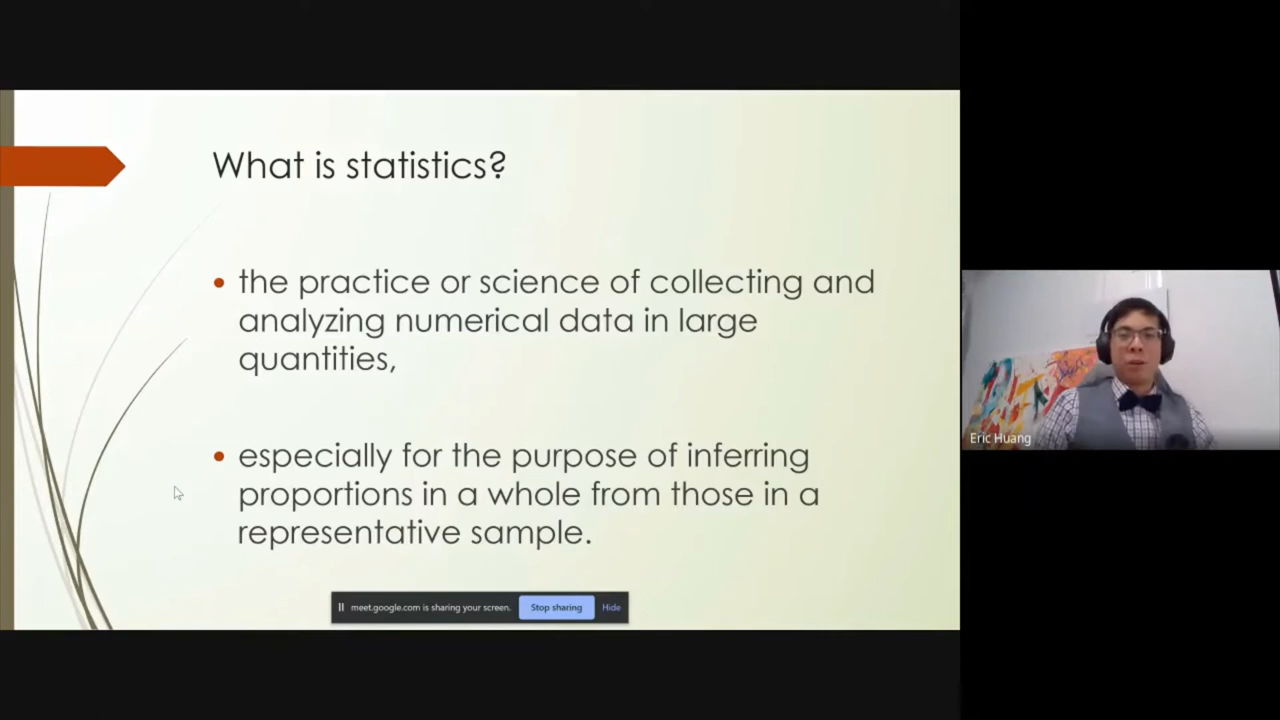 What is statistics?
the practice or science of collecting and
analyzing numerical data in large
quantities,
especially for the purpose of inferring
proportions in a whole from those in a
representative sample.
meet.google.com is sharing your screen. Stop sharing Hide
Eric Huang